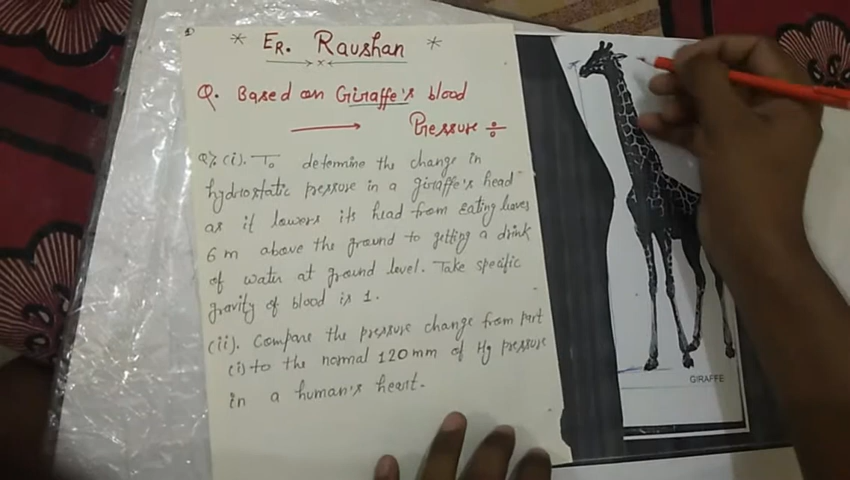 * ER. Raushan *
Q. Based on Giraffe's blood
Pressure ÷
Q1. (i). To determine the change in
hydrostatic pressure in a giraffe's head
as it lowers its head from eating leaves
6 m above the ground to getting a drink
of water at ground level. Take specific
gravity of blood is 1.
(ii). Compare the pressure change from part
(i) to the normal 120 mm of Hg pressure
in a human's heart.
GIRAFFE